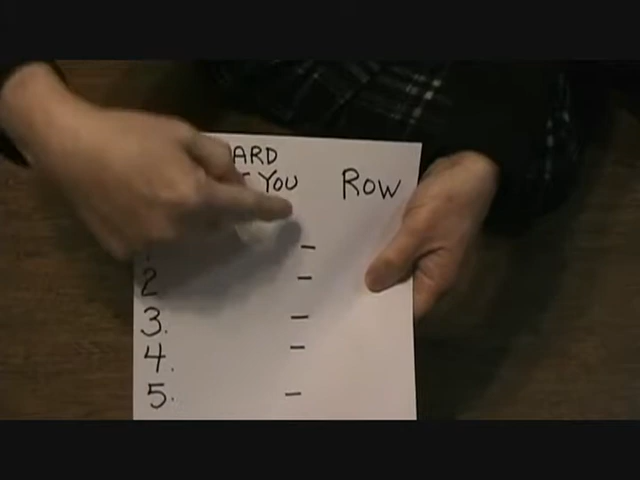 ARD
YOU Row
2
3. -
4. -
5. -